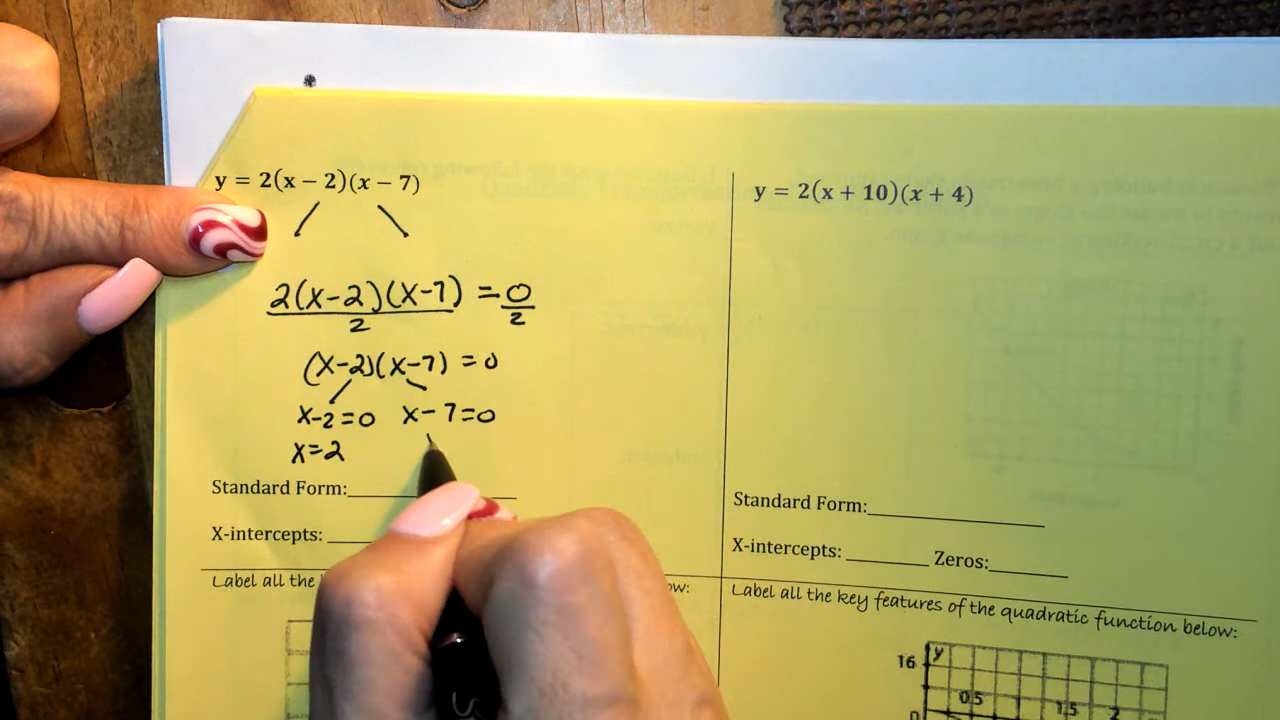 y = 2(x − 2)(x − 7)
2(x-2)(x-7) = 0
2 2
(x-2)(x-7) = 0
x-2=0 x-7=0
x=2
Standard Form:
X-intercepts:
Label all the
ow:
y = 2(x + 10)(x + 4)
Standard Form:
X-intercepts: Zeros:
Label all the key features of the quadratic function below:
16
y
0.5 1.5 2
0